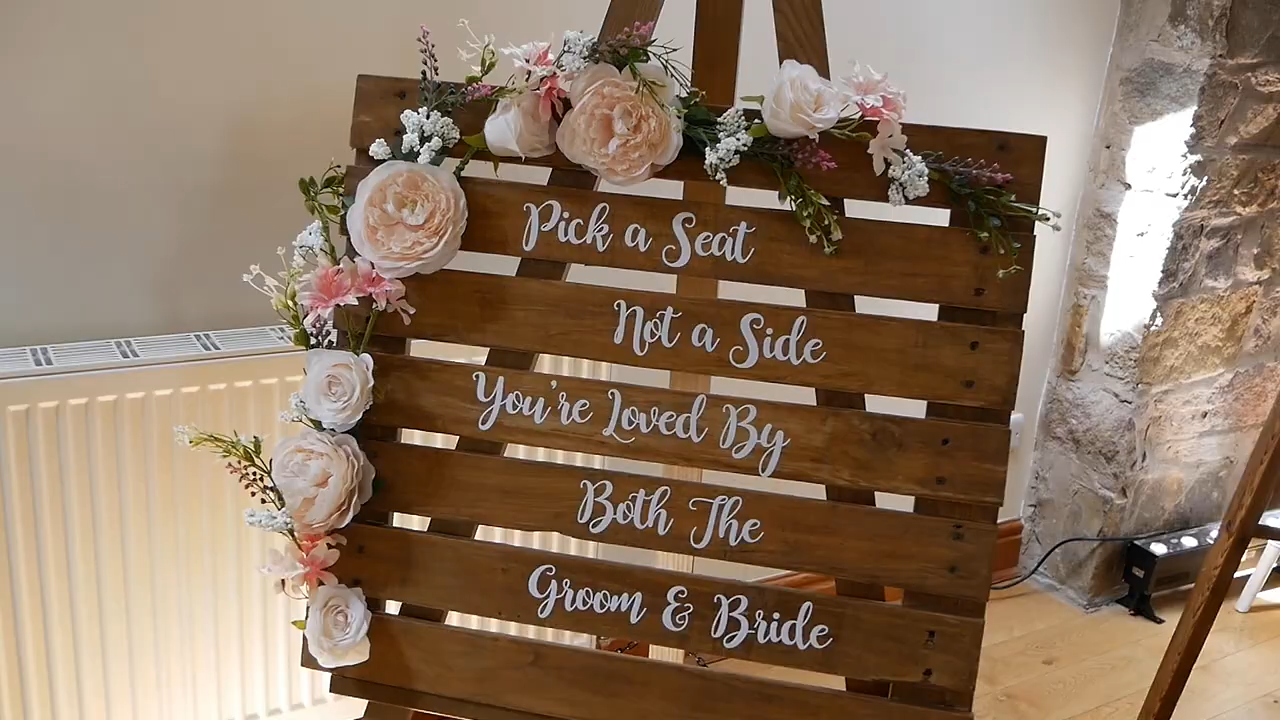 Pick a Seat
Not a Side
You're Loved By
Both The
Groom & Bride